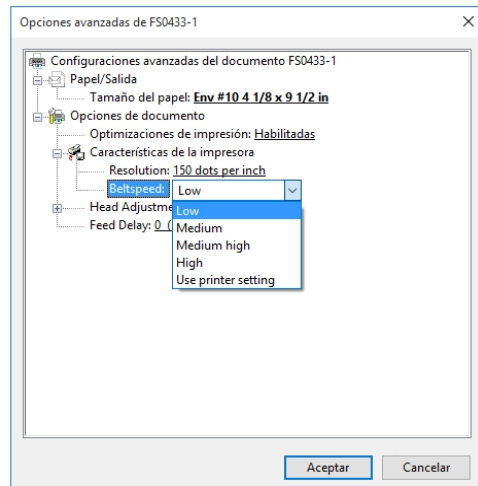 Opciones avanzadas de FS0433-1
Configuraciones avanzadas del documento FS0433-1
Papel/Salida
Tamaño del papel: Env #10 4 1/8 x 9 1/2 in
Opciones de documento
Optimizaciones de impresión: Habilitadas
Características de la impresora
Resolution: 150 dots per inch
Beltspeed: Low
Head Adjustme
Low
Feed Delay: 0 (
Medium
Medium high
High
Use printer setting
Aceptar Cancelar